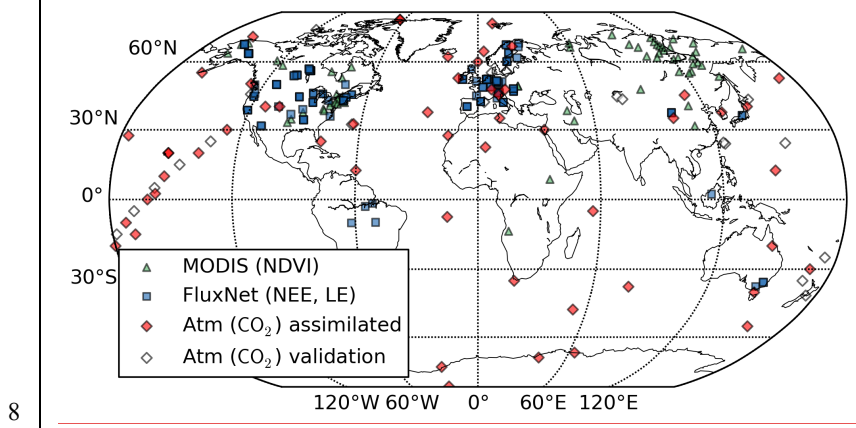 60°N
30°N
0°
30°S
MODIS (NDVI)
FluxNet (NEE, LE)
Atm (CO₂) assimilated
Atm (CO₂) validation
120°W 60°W 0° 60°E 120°E
8